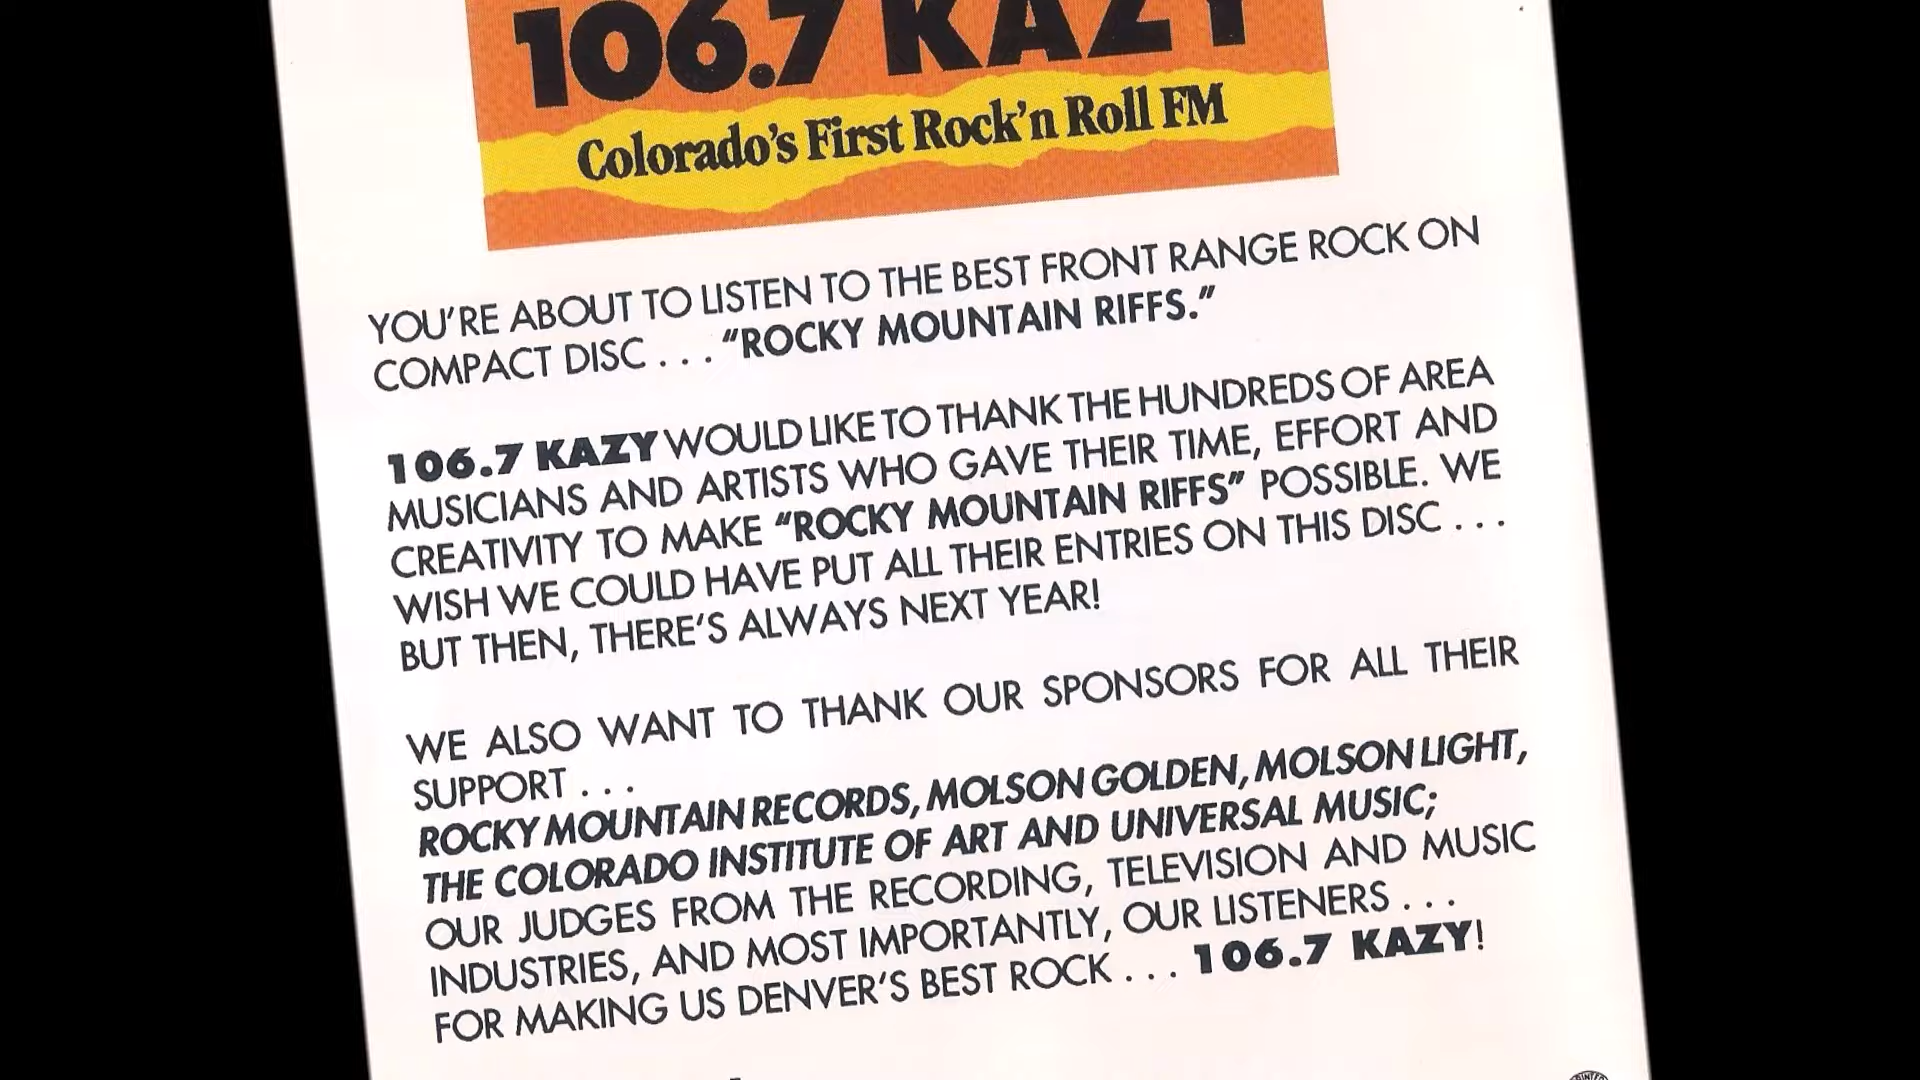 106.7 KAZY
Colorado's First Rock'n Roll FM
YOU'RE ABOUT TO LISTEN TO THE BEST FRONT RANGE ROCK ON
COMPACT DISC . . . "ROCKY MOUNTAIN RIFFS."
106.7 KAZY WOULD LIKE TO THANK THE HUNDREDS OF AREA
MUSICIANS AND ARTISTS WHO GAVE THEIR TIME, EFFORT AND
CREATIVITY TO MAKE "ROCKY MOUNTAIN RIFFS" POSSIBLE. WE
WISH WE COULD HAVE PUT ALL THEIR ENTRIES ON THIS DISC . . .
BUT THEN, THERE'S ALWAYS NEXT YEAR!
WE ALSO WANT TO THANK OUR SPONSORS FOR ALL THEIR
SUPPORT . . .
ROCKY MOUNTAIN RECORDS, MOLSON GOLDEN, MOLSON LIGHT,
THE COLORADO INSTITUTE OF ART AND UNIVERSAL MUSIC;
OUR JUDGES FROM THE RECORDING, TELEVISION AND MUSIC
INDUSTRIES, AND MOST IMPORTANTLY, OUR LISTENERS . . .
FOR MAKING US DENVER'S BEST ROCK . . . 106.7 KAZY!